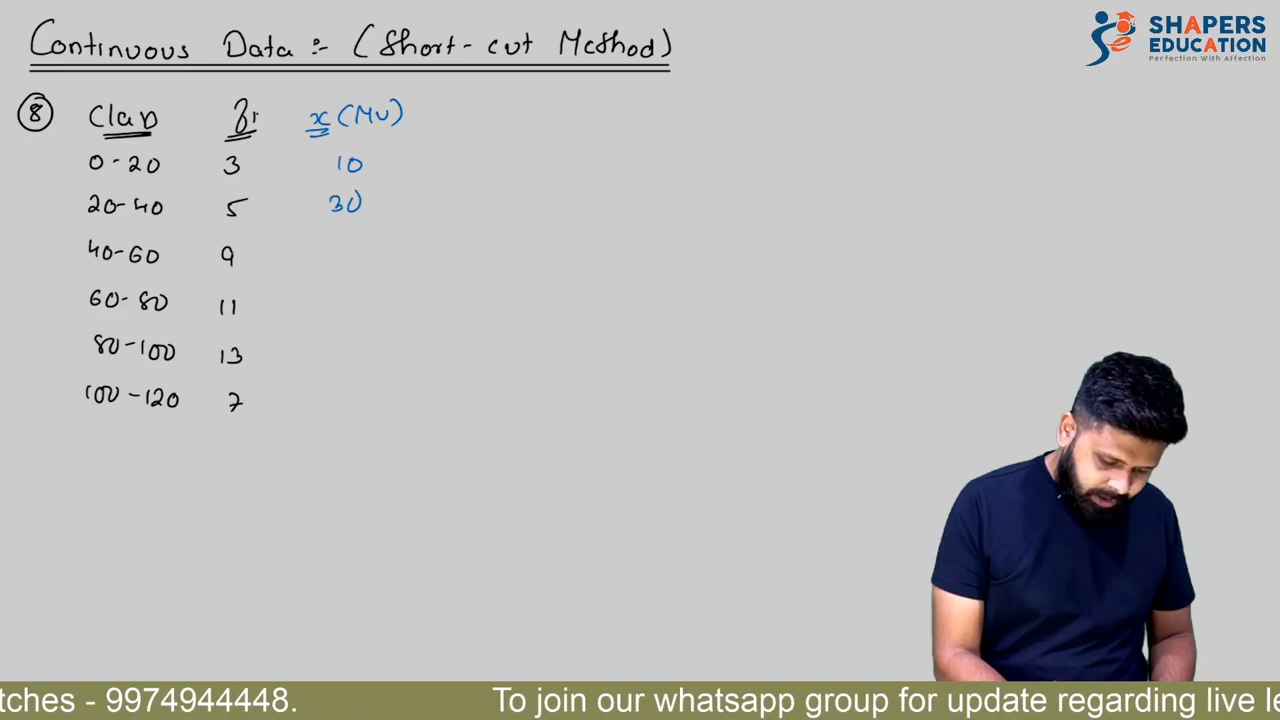 Continuous Data :- (Short-cut Method)
SHAPERS
EDUCATION
Perfection With Affection
8 Class fi x (MV)
0-20 3 10
20-40 5 30
40-60 9
60-80 11
80-100 13
100-120 7
tches - 9974944448. To join our whatsapp group for update regarding live le